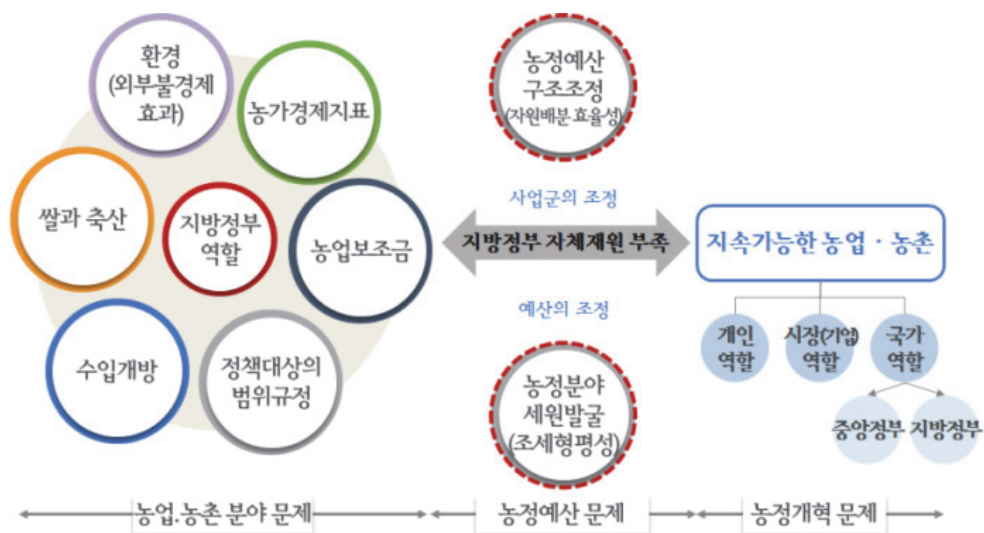 환경
(외부불경제
효과)
농가경제지표
쌀과 축산
지방정부
역할
농업보조금
수입개방
정책대상의
범위규정
농정예산
구조조정
(자원배분 효율성)
사업군의 조정
지방정부 자체재원 부족
예산의 조정
농정분야
세원발굴
(조세형평성)
지속가능한 농업 · 농촌
개인
역할
시장(기업)
역할
국가
역할
중앙정부
지방정부
농업.농촌 분야 문제
농정예산 문제
농정개혁 문제